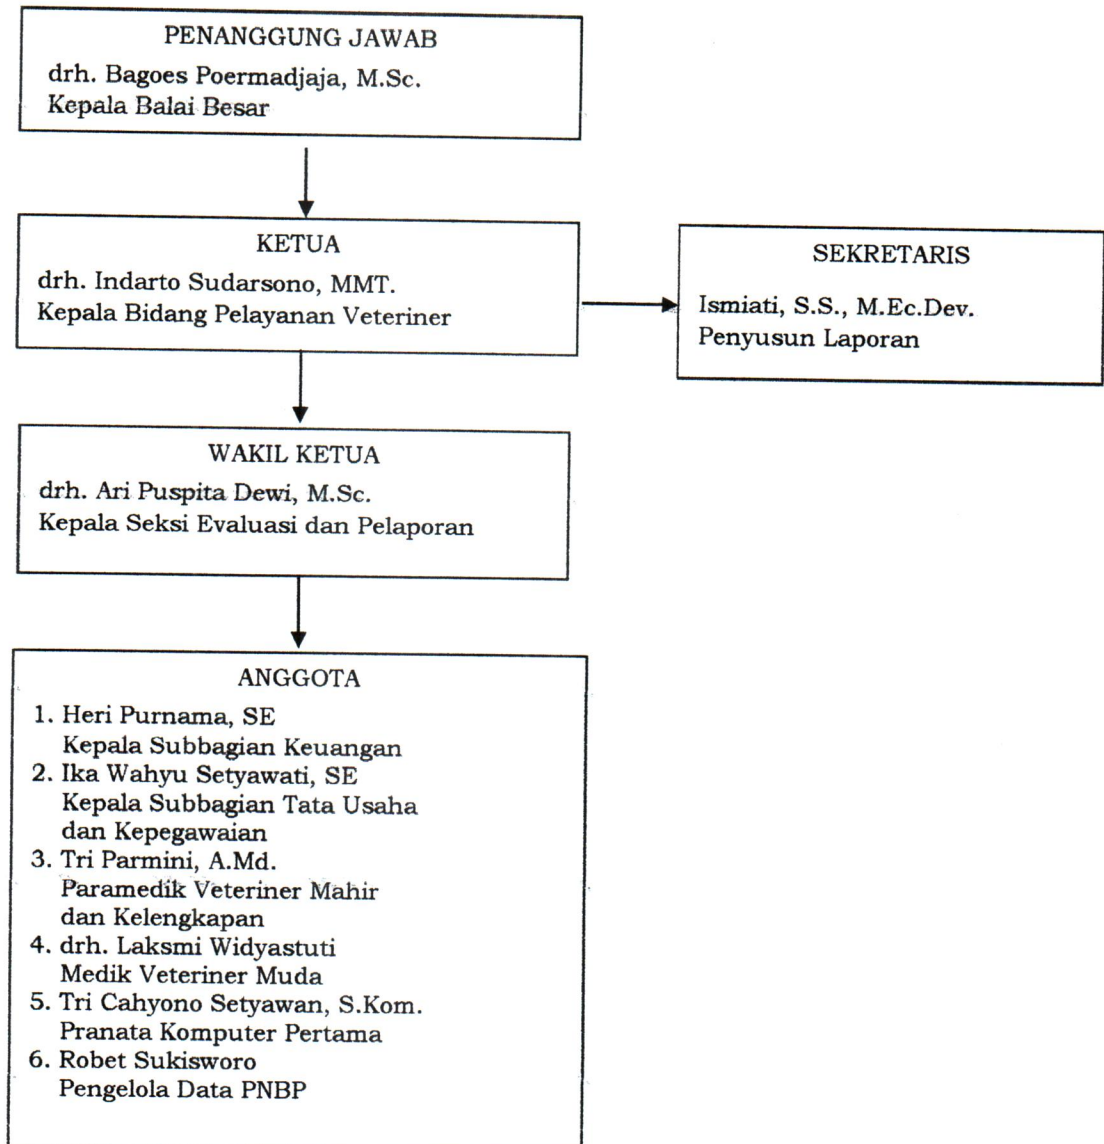 PENANGGUNG JAWAB
drh. Bagoes Poermadjaja, M.Sc.
Kepala Balai Besar
KETUA
drh. Indarto Sudarsono, MMT.
Kepala Bidang Pelayanan Veteriner
SEKRETARIS
Ismiati, S.S., M.Ec.Dev.
Penyusun Laporan
WAKIL KETUA
drh. Ari Puspita Dewi, M.Sc.
Kepala Seksi Evaluasi dan Pelaporan
ANGGOTA
1. Heri Purnama, SE
Kepala Subbagian Keuangan
2. Ika Wahyu Setyawati, SE
Kepala Subbagian Tata Usaha
dan Kepegawaian
3. Tri Parmini, A.Md.
Paramedik Veteriner Mahir
dan Kelengkapan
4. drh. Laksmi Widyastuti
Medik Veteriner Muda
5. Tri Cahyono Setyawan, S.Kom.
Pranata Komputer Pertama
6. Robet Sukisworo
Pengelola Data PNBP